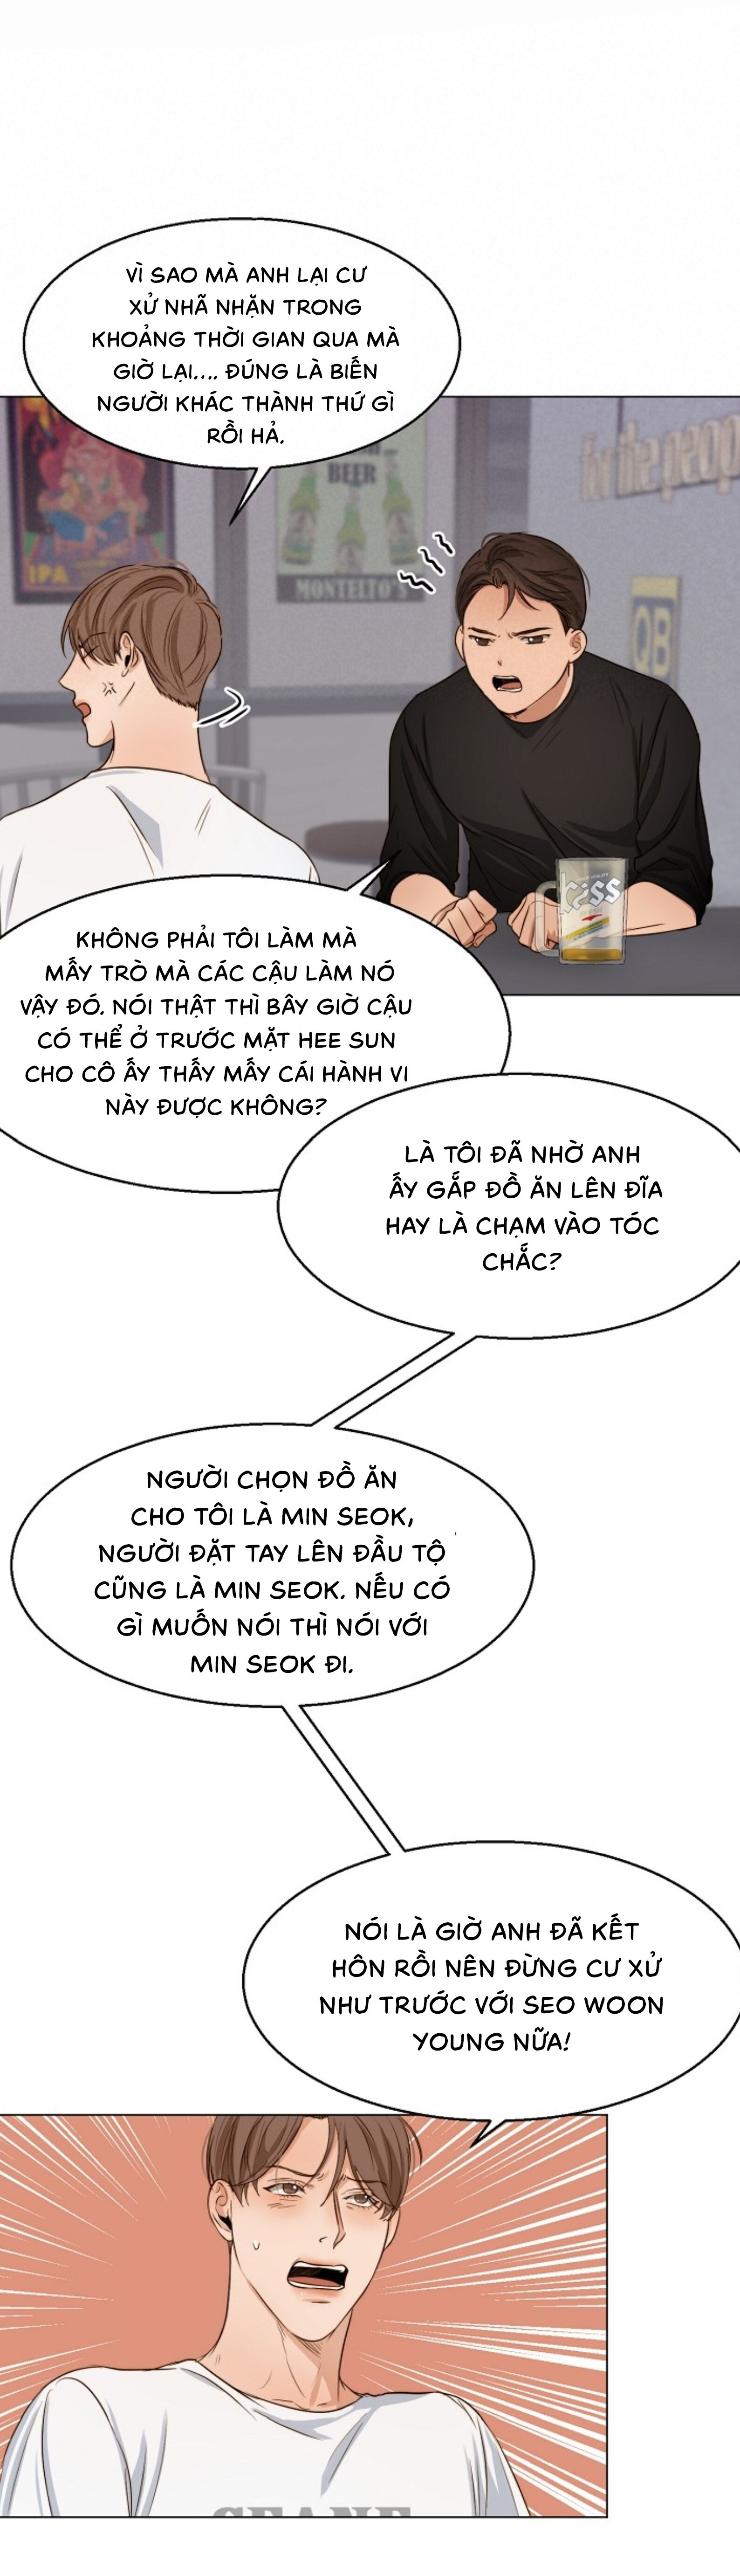 VÌ SAO MÀ ANH LẠI CƯ
XỬ NHÃ NHẶN TRONG
KHOẢNG THỜI GIAN QUA MÀ
GIỜ LẠI.... ĐÚNG LÀ BIẾN
NGƯỜI KHÁC THÀNH THỨ GÌ
RỒI HẢ.
for the people
BEER
IPA
MONTELTO'S
QB
KISS
KHÔNG PHẢI TÔI LÀM MÀ
MẤY TRÒ MÀ CÁC CẬU LÀM NÓ
VẬY ĐÓ. NÓI THẬT THÌ BÂY GIỜ CẬU
CÓ THỂ Ở TRƯỚC MẶT HEE SUN
CHO CÔ ẤY THẤY MẤY CÁI HÀNH VI
NÀY ĐƯỢC KHÔNG?
LÀ TÔI ĐÃ NHỜ ANH
ẤY GẮP ĐỒ ĂN LÊN ĐĨA
HAY LÀ CHẠM VÀO TÓC
CHẮC?
NGƯỜI CHỌN ĐỒ ĂN
CHO TÔI LÀ MIN SEOK,
NGƯỜI ĐẶT TAY LÊN ĐẦU TỘ
CŨNG LÀ MIN SEOK. NẾU CÓ
GÌ MUỐN NÓI THÌ NÓI VỚI
MIN SEOK ĐI.
NÓI LÀ GIỜ ANH ĐÃ KẾT
HÔN RỒI NÊN ĐỪNG CƯ XỬ
NHƯ TRƯỚC VỚI SEO WOON
YOUNG NỮA!